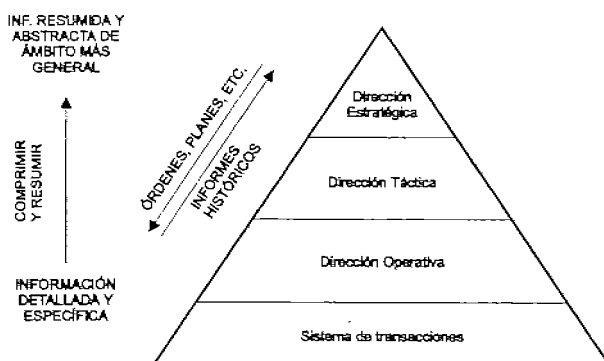 INF. RESUMIDA Y
ABSTRACTA DE
ÁMBITO MÁS
GENERAL
COMPRIMIR
Y RESUMIR
INFORMACIÓN
DETALLADA Y
ESPECÍFICA
ÓRDENES, PLANES, ETC.
INFORMES
HISTÓRICOS
Dirección
Estratégica
Dirección Táctica
Dirección Operativa
Sistema de transacciones